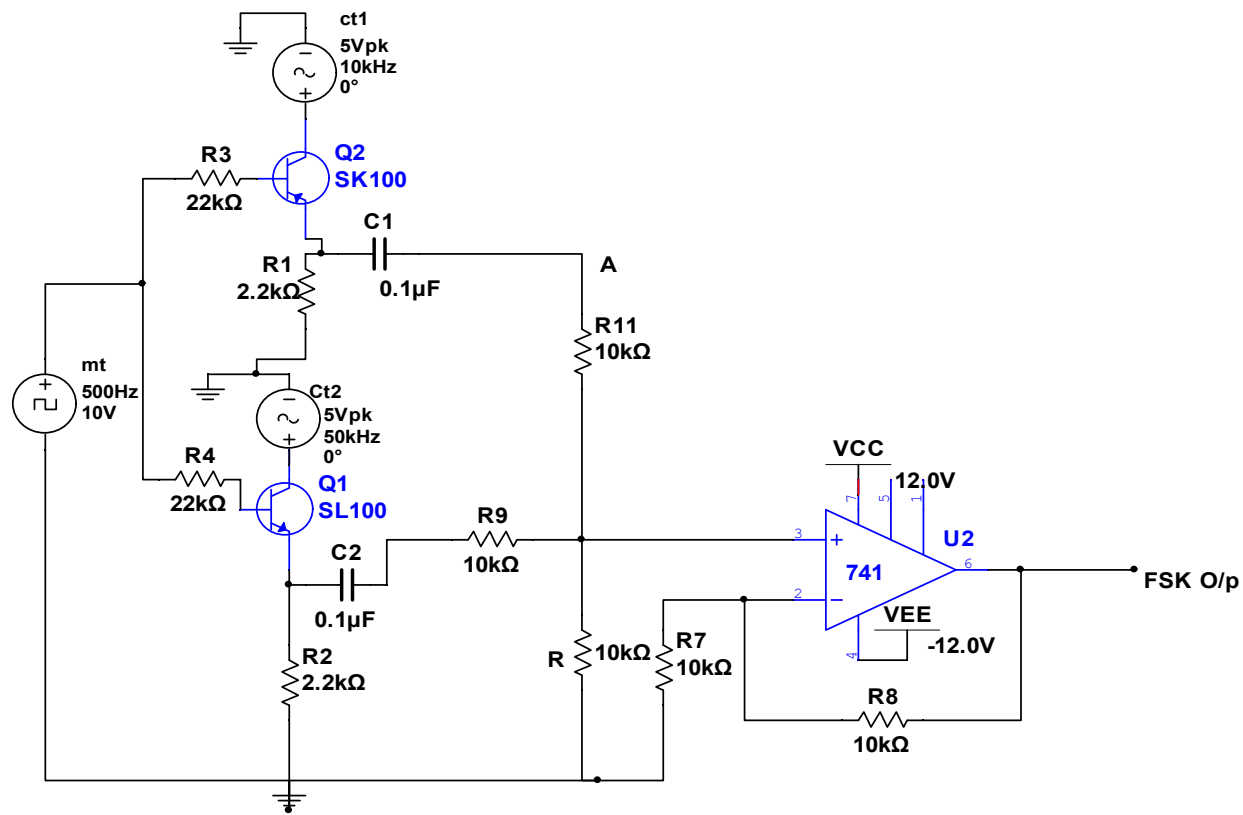 ct1
5Vpk
10kHz
0°
Q2
SK100
R3
22kΩ
C1
0.1µF
A
R1
2.2kΩ
R11
10kΩ
mt
500Hz
10V
Ct2
5Vpk
50kHz
0°
R4
22kΩ
Q1
SL100
R9
10kΩ
C2
0.1µF
VCC
12.0V
7
5
1
U2
3
+
741
6
FSK O/p
2
−
VEE
-12.0V
4
R2
2.2kΩ
R
10kΩ
R7
10kΩ
R8
10kΩ